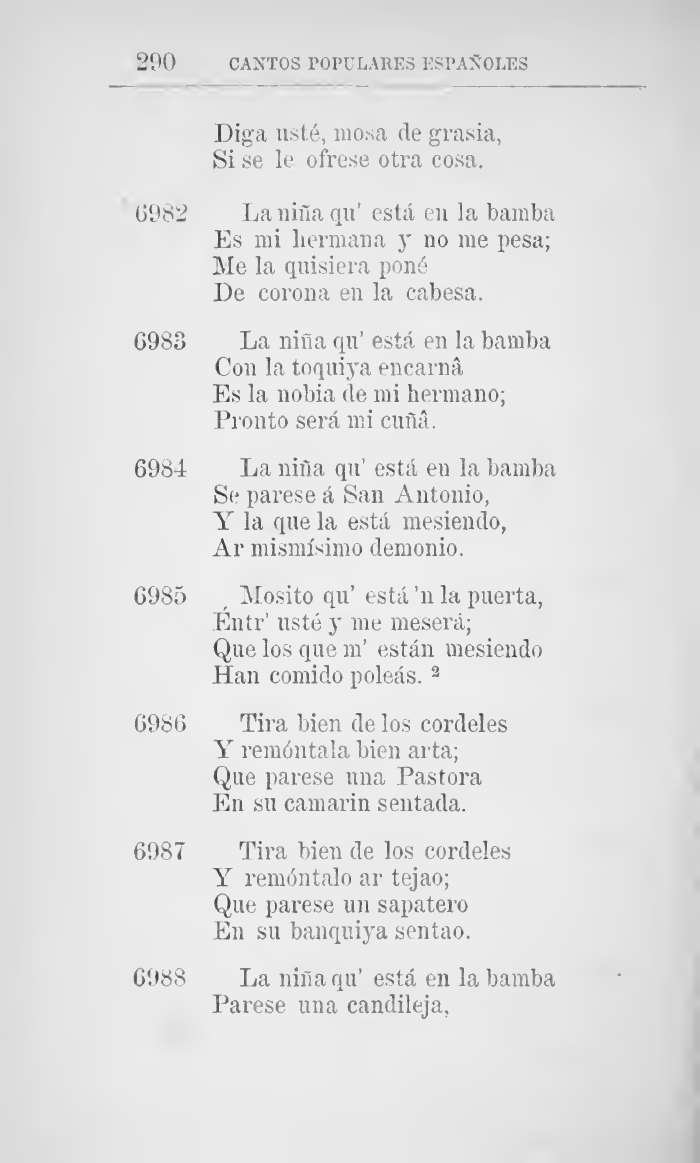 290 CANTOS POPULARES ESPAÑOLES
Diga usté, mosa de grasia,
Si se le ofrese otra cosa.
6982 La niña qu' está en la bamba
Es mi hermana y no me pesa;
Me la quisiera poné
De corona en la cabesa.
6983 La niña qu' está en la bamba
Con la toquiya encarnâ
Es la nobia de mi hermano;
Pronto será mi cuñâ.
6984 La niña qu' está en la bamba
Se parese á San Antonio,
Y la que la está mesiendo,
Ar mismísimo demonio.
6985 Mosito qu' está 'n la puerta,
Éntr' usté y me meserá;
Que los que m' están mesiendo
Han comido poleás. ²
6986 Tira bien de los cordeles
Y remóntala bien arta;
Que parese una Pastora
En su camarin sentada.
6987 Tira bien de los cordeles
Y remóntalo ar tejao;
Que parese un sapatero
En su banquiya sentao.
6988 La niña qu' está en la bamba
Parese una candileja,